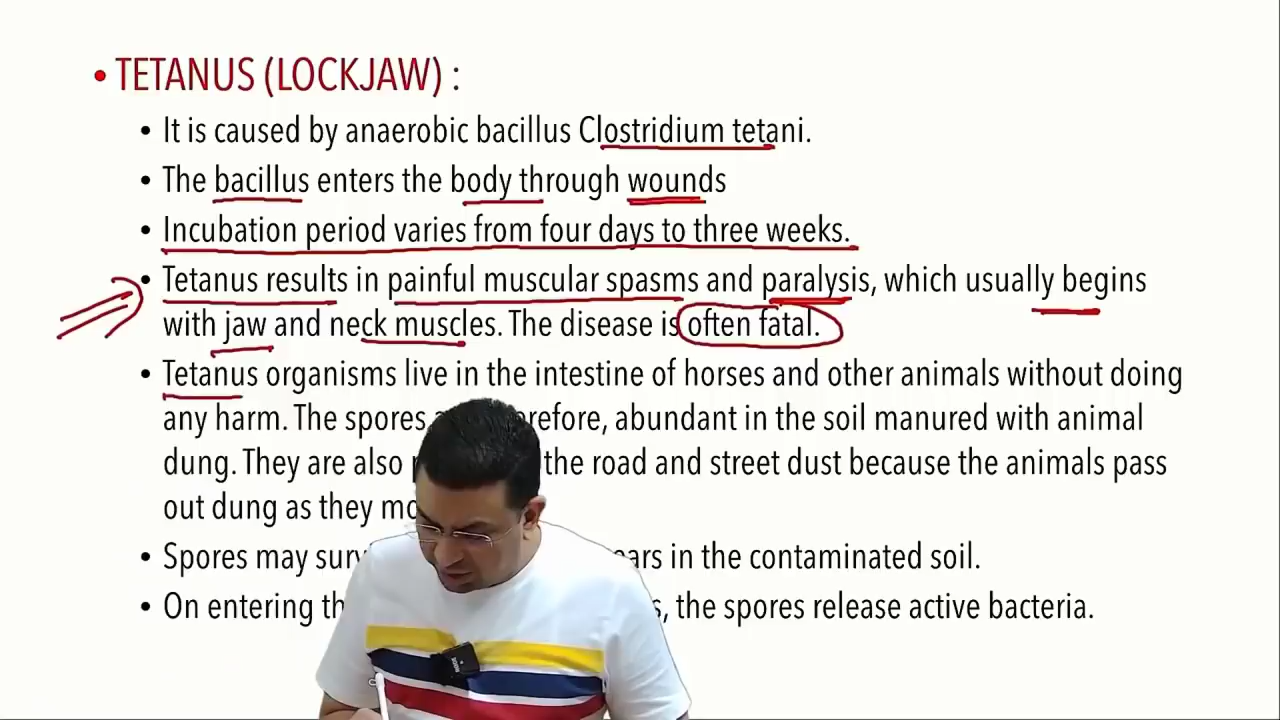 • TETANUS (LOCKJAW) :
• It is caused by anaerobic bacillus Clostridium tetani.
• The bacillus enters the body through wounds
• Incubation period varies from four days to three weeks.
• Tetanus results in painful muscular spasms and paralysis, which usually begins
with jaw and neck muscles. The disease is often fatal.
• Tetanus organisms live in the intestine of horses and other animals without doing
any harm. The spores abundant in the soil manured with animal
dung. They are also the road and street dust because the animals pass
out dung as they
• Spores may in the contaminated soil.
• On entering the spores release active bacteria.